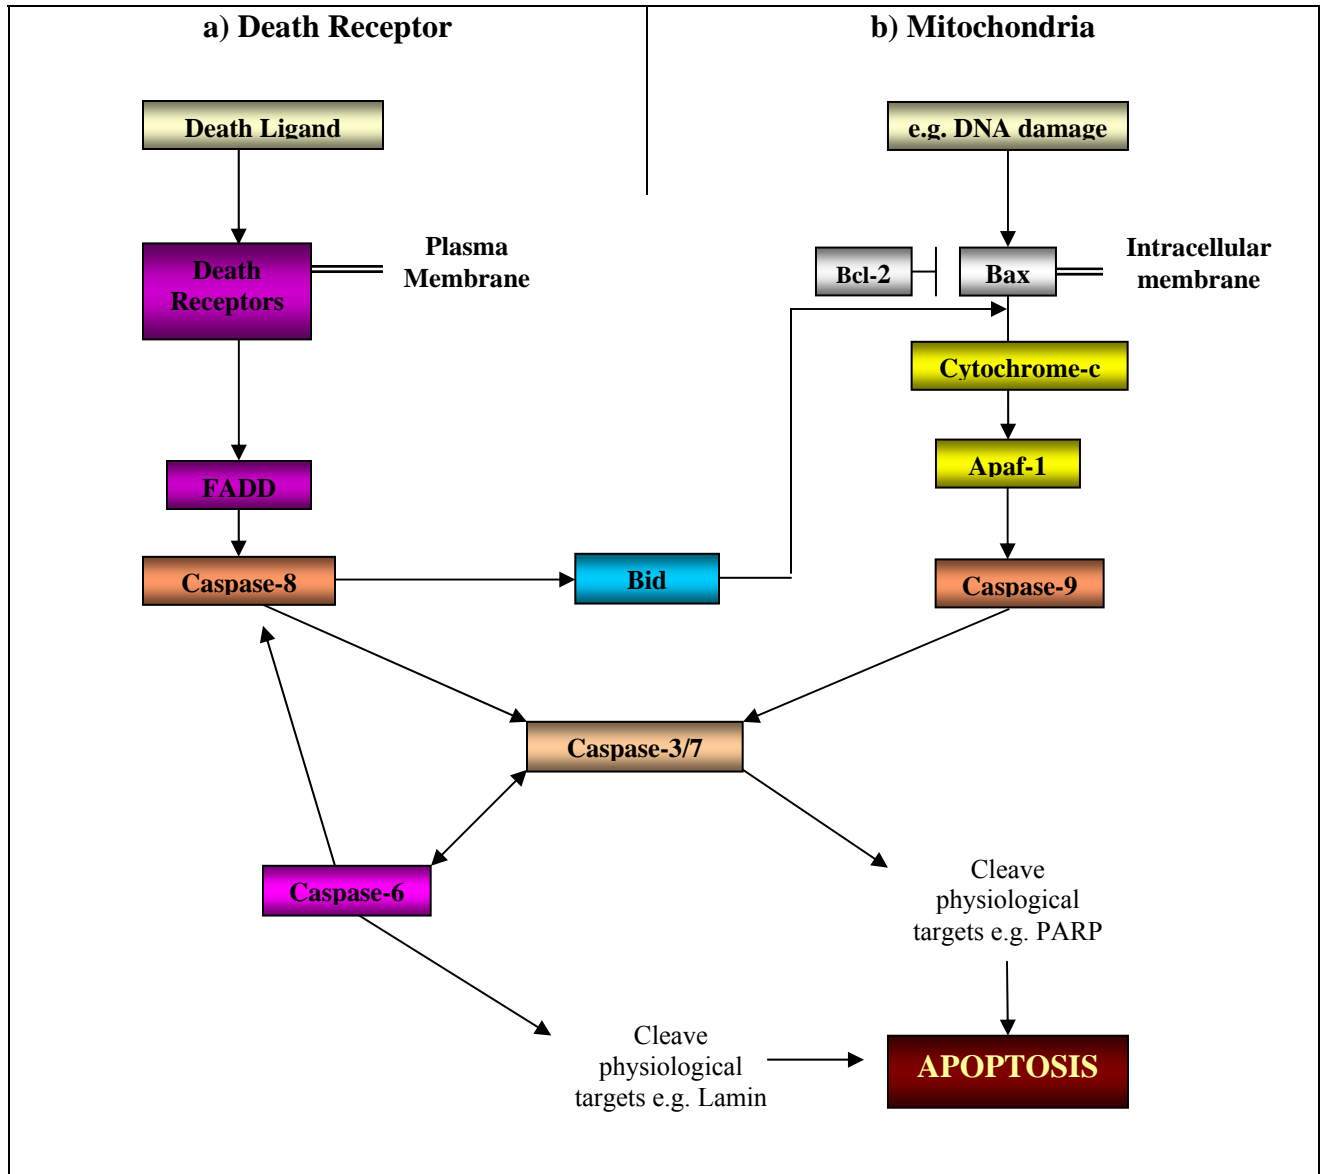 a) Death Receptor
b) Mitochondria
Death Ligand
e.g. DNA damage
Death
Receptors
Plasma
Membrane
Bcl-2
Bax
Intracellular
membrane
Cytochrome-c
Apaf-1
FADD
Caspase-8
Bid
Caspase-9
Caspase-3/7
Caspase-6
Cleave
physiological
targets e.g. PARP
Cleave
physiological
targets e.g. Lamin
APOPTOSIS